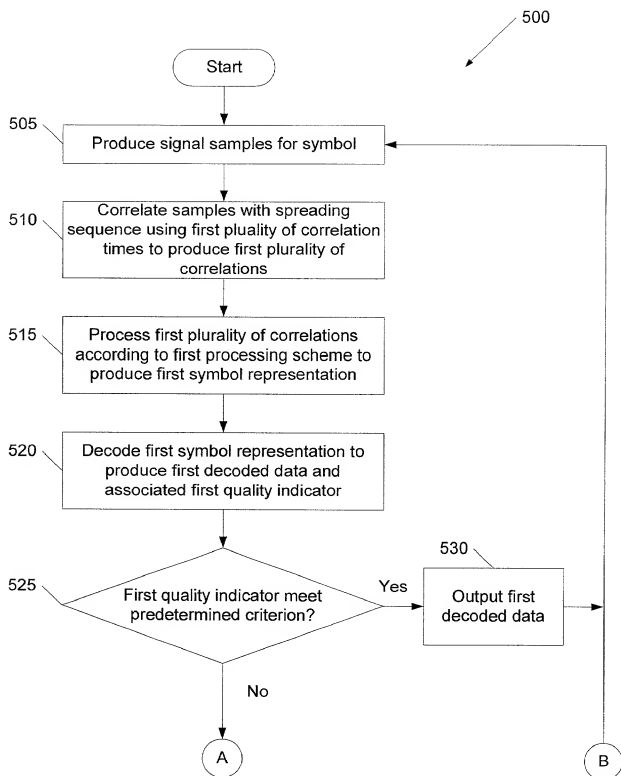 500
Start
505
Produce signal samples for symbol
510
Correlate samples with spreading
sequence using first pluality of correlation
times to produce first plurality of
correlations
515
Process first plurality of correlations
according to first processing scheme to
produce first symbol representation
520
Decode first symbol representation to
produce first decoded data and
associated first quality indicator
530
525
First quality indicator meet
predetermined criterion?
Yes
Output first
decoded data
No
A
B